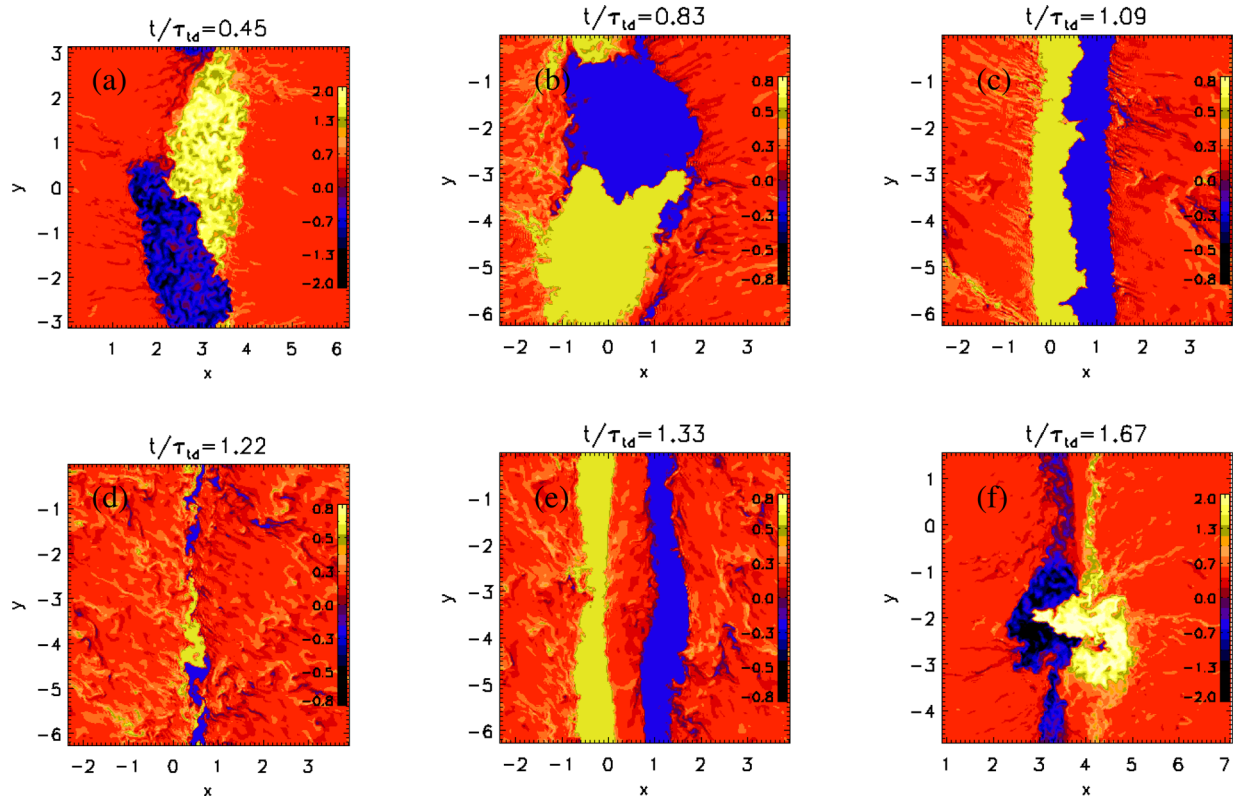 t/τtd=0.45
(a)
3
2
1
0
-1
-2
-3
y
2.0
1.3
0.7
0.0
-0.7
-1.3
-2.0
1 2 3 4 5 6
x
t/τtd=0.83
(b)
-1
-2
-3
-4
-5
-6
y
0.8
0.5
0.3
0.0
-0.3
-0.5
-0.8
-2 -1 0 1 2 3
x
t/τtd=1.09
(c)
-1
-2
-3
-4
-5
-6
y
0.8
0.5
0.3
0.0
-0.3
-0.5
-0.8
-2 -1 0 1 2 3
x
t/τtd=1.22
(d)
-1
-2
-3
-4
-5
-6
y
0.8
0.5
0.3
0.0
-0.3
-0.5
-0.8
-2 -1 0 1 2 3
x
t/τtd=1.33
(e)
-1
-2
-3
-4
-5
-6
y
0.8
0.5
0.3
0.0
-0.3
-0.5
-0.8
-2 -1 0 1 2 3
x
t/τtd=1.67
(f)
1
0
-1
-2
-3
-4
y
2.0
1.3
0.7
0.0
-0.7
-1.3
-2.0
1 2 3 4 5 6 7
x